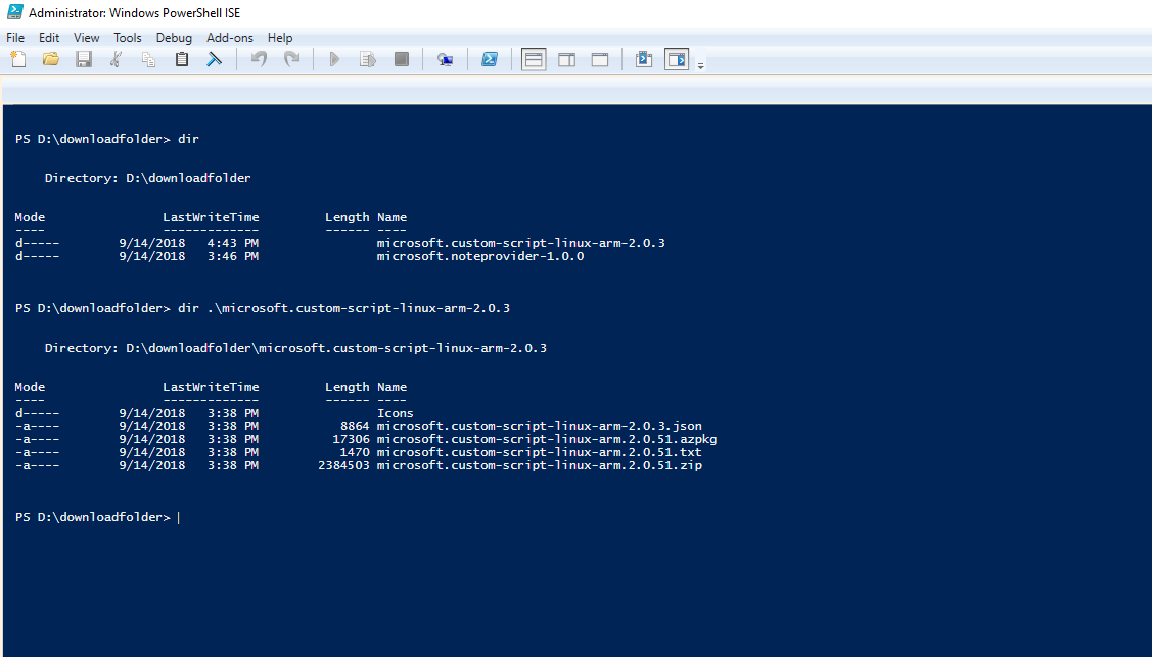 Administrator: Windows PowerShell ISE
File Edit View Tools Debug Add-ons Help
PS D:\downloadfolder> dir
Directory: D:\downloadfolder
Mode LastWriteTime Length Name
---- ------------- ------ ----
d----- 9/14/2018 4:43 PM microsoft.custom-script-linux-arm-2.0.3
d----- 9/14/2018 3:46 PM microsoft.noteprovider-1.0.0
PS D:\downloadfolder> dir .\microsoft.custom-script-linux-arm-2.0.3
Directory: D:\downloadfolder\microsoft.custom-script-linux-arm-2.0.3
Mode LastWriteTime Length Name
---- ------------- ------ ----
d----- 9/14/2018 3:38 PM Icons
-a---- 9/14/2018 3:38 PM 8864 microsoft.custom-script-linux-arm-2.0.3.json
-a---- 9/14/2018 3:38 PM 17306 microsoft.custom-script-linux-arm.2.0.51.azpkg
-a---- 9/14/2018 3:38 PM 1470 microsoft.custom-script-linux-arm.2.0.51.txt
-a---- 9/14/2018 3:38 PM 2384503 microsoft.custom-script-linux-arm.2.0.51.zip
PS D:\downloadfolder>